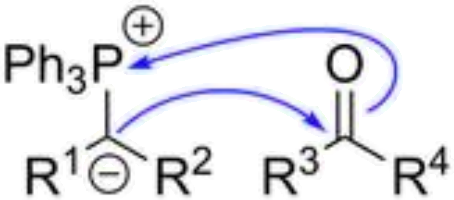 Ph₃P⊕ O
R¹ ⊖ R² R³ R⁴